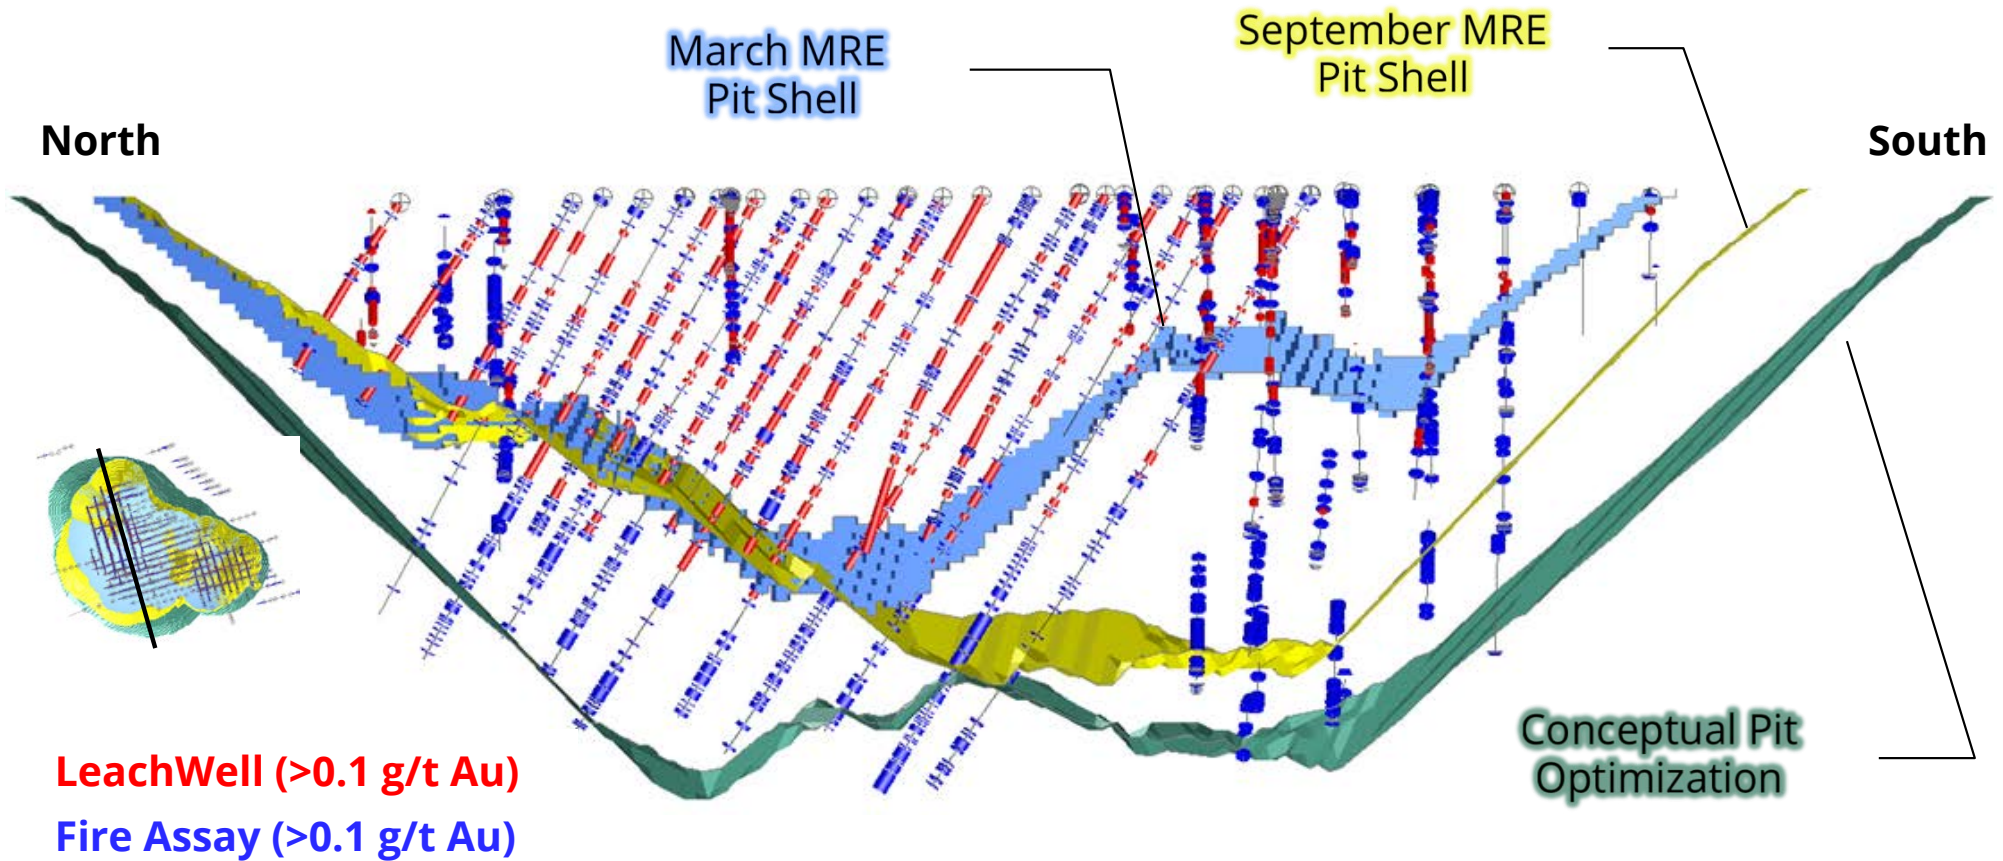 March MRE
Pit Shell
September MRE
Pit Shell
North
South
Conceptual Pit
Optimization
LeachWell (>0.1 g/t Au)
Fire Assay (>0.1 g/t Au)